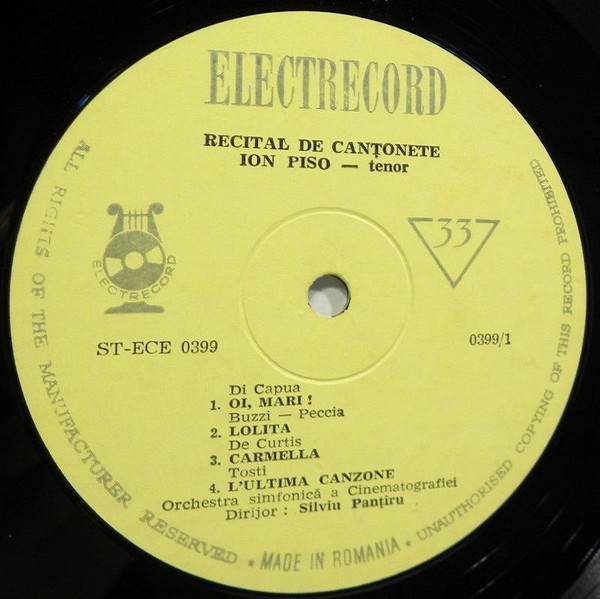 ELECTRECORD
RECITAL DE CANȚONETE
ION PISO — tenor
ELECTRECORD
33
ST-ECE 0399
0399/1
Di Capua
1. OI, MARI !
Buzzi — Peccia
2. LOLITA
De Curtis
3. CARMELLA
Tosti
4. L'ULTIMA CANZONE
Orchestra simfonică a Cinematografiei
Dirijor : Silviu Panțiru
ALL RIGHTS OF THE MANUFACTURER RESERVED ★ MADE IN ROMANIA ★ UNAUTHORISED COPYING OF THIS RECORD PROHIBITED